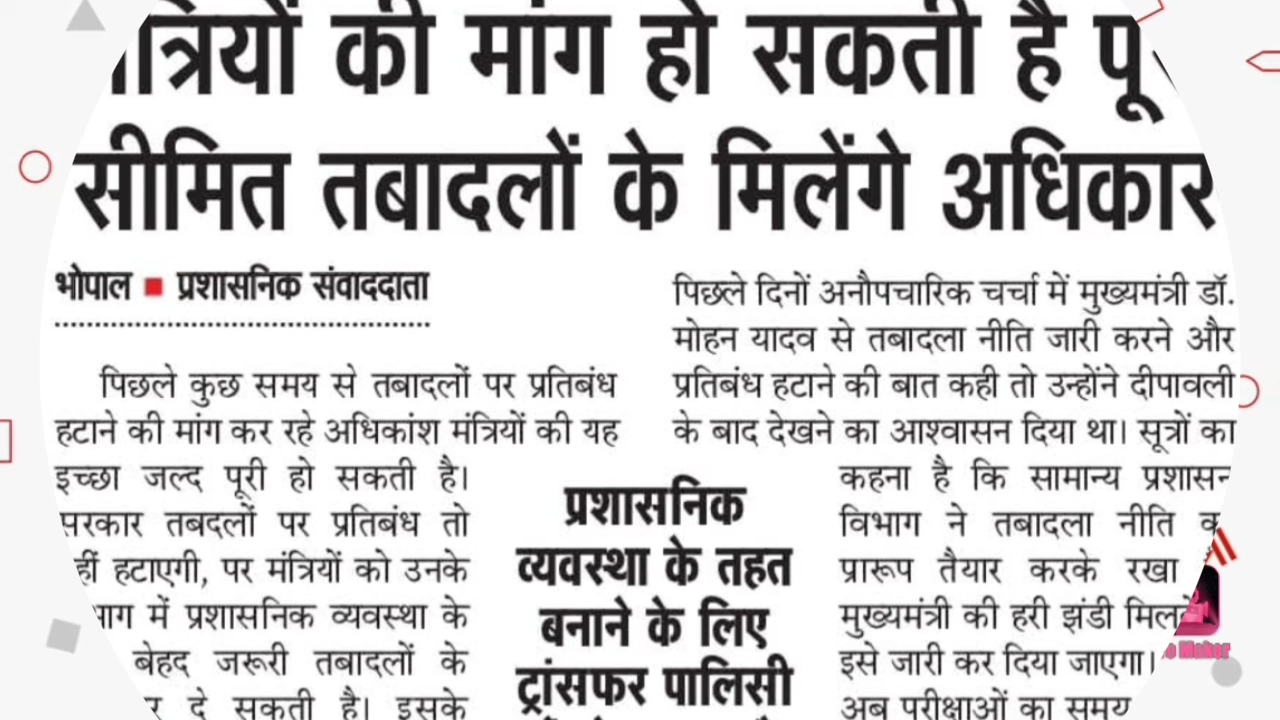 की मांग हो सकती है
सीमित तबादलों के मिलेंगे अधिकार
भोपाल ■ प्रशासनिक संवाददाता
पिछले कुछ समय से तबादलों पर प्रतिबंध
हटाने की मांग कर रहे अधिकांश मंत्रियों की यह
इच्छा जल्द पूरी हो सकती है।
सरकार तबदलों पर प्रतिबंध तो
हटाएगी, पर मंत्रियों को उनके
में प्रशासनिक व्यवस्था के
बेहद जरूरी तबादलों के
दे सकती है। इसके
प्रशासनिक
व्यवस्था के तहत
बनाने के लिए
ट्रांसफर पालिसी
पिछले दिनों अनौपचारिक चर्चा में मुख्यमंत्री डॉ.
मोहन यादव से तबादला नीति जारी करने और
प्रतिबंध हटाने की बात कही तो उन्होंने दीपावली
के बाद देखने का आश्वासन दिया था। सूत्रों का
कहना है कि सामान्य प्रशासन
विभाग ने तबादला नीति
प्रारूप तैयार करके रखा
मुख्यमंत्री की हरी झंडी
इसे जारी कर दिया जाएगा।
अब परीक्षाओं का समय
Maker